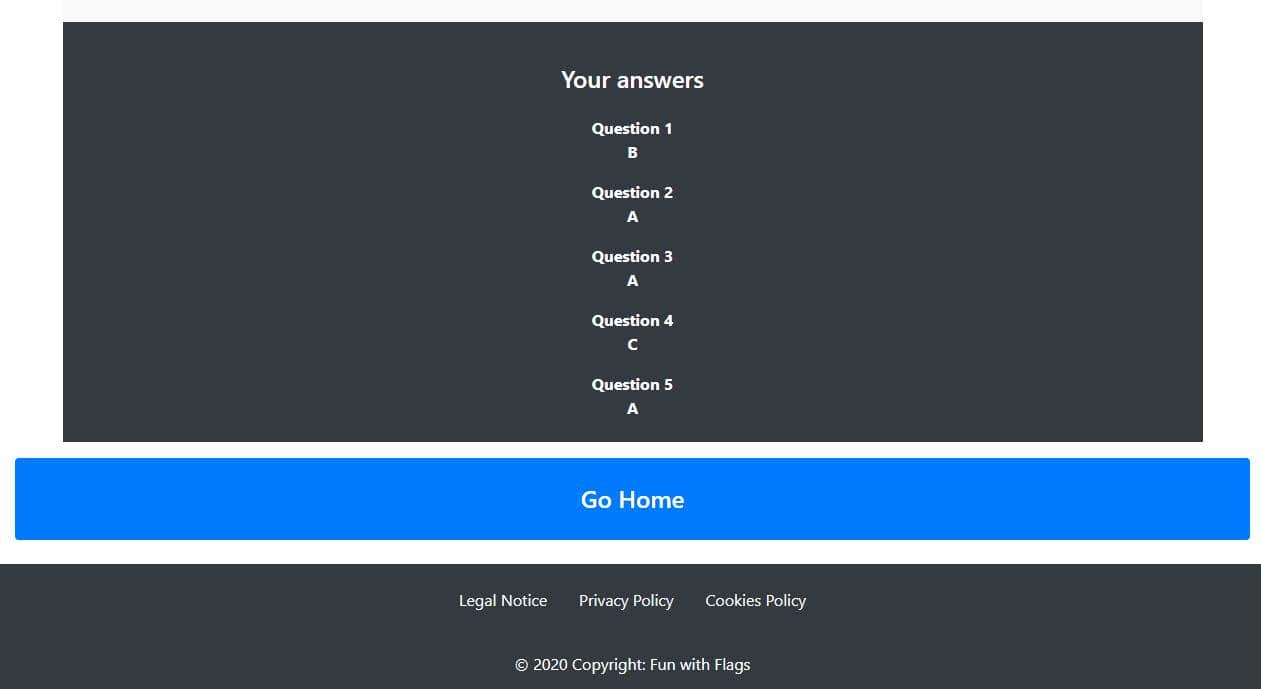 Your answers
Question 1
B
Question 2
A
Question 3
A
Question 4
C
Question 5
A
Go Home
Legal Notice Privacy Policy Cookies Policy
© 2020 Copyright: Fun with Flags